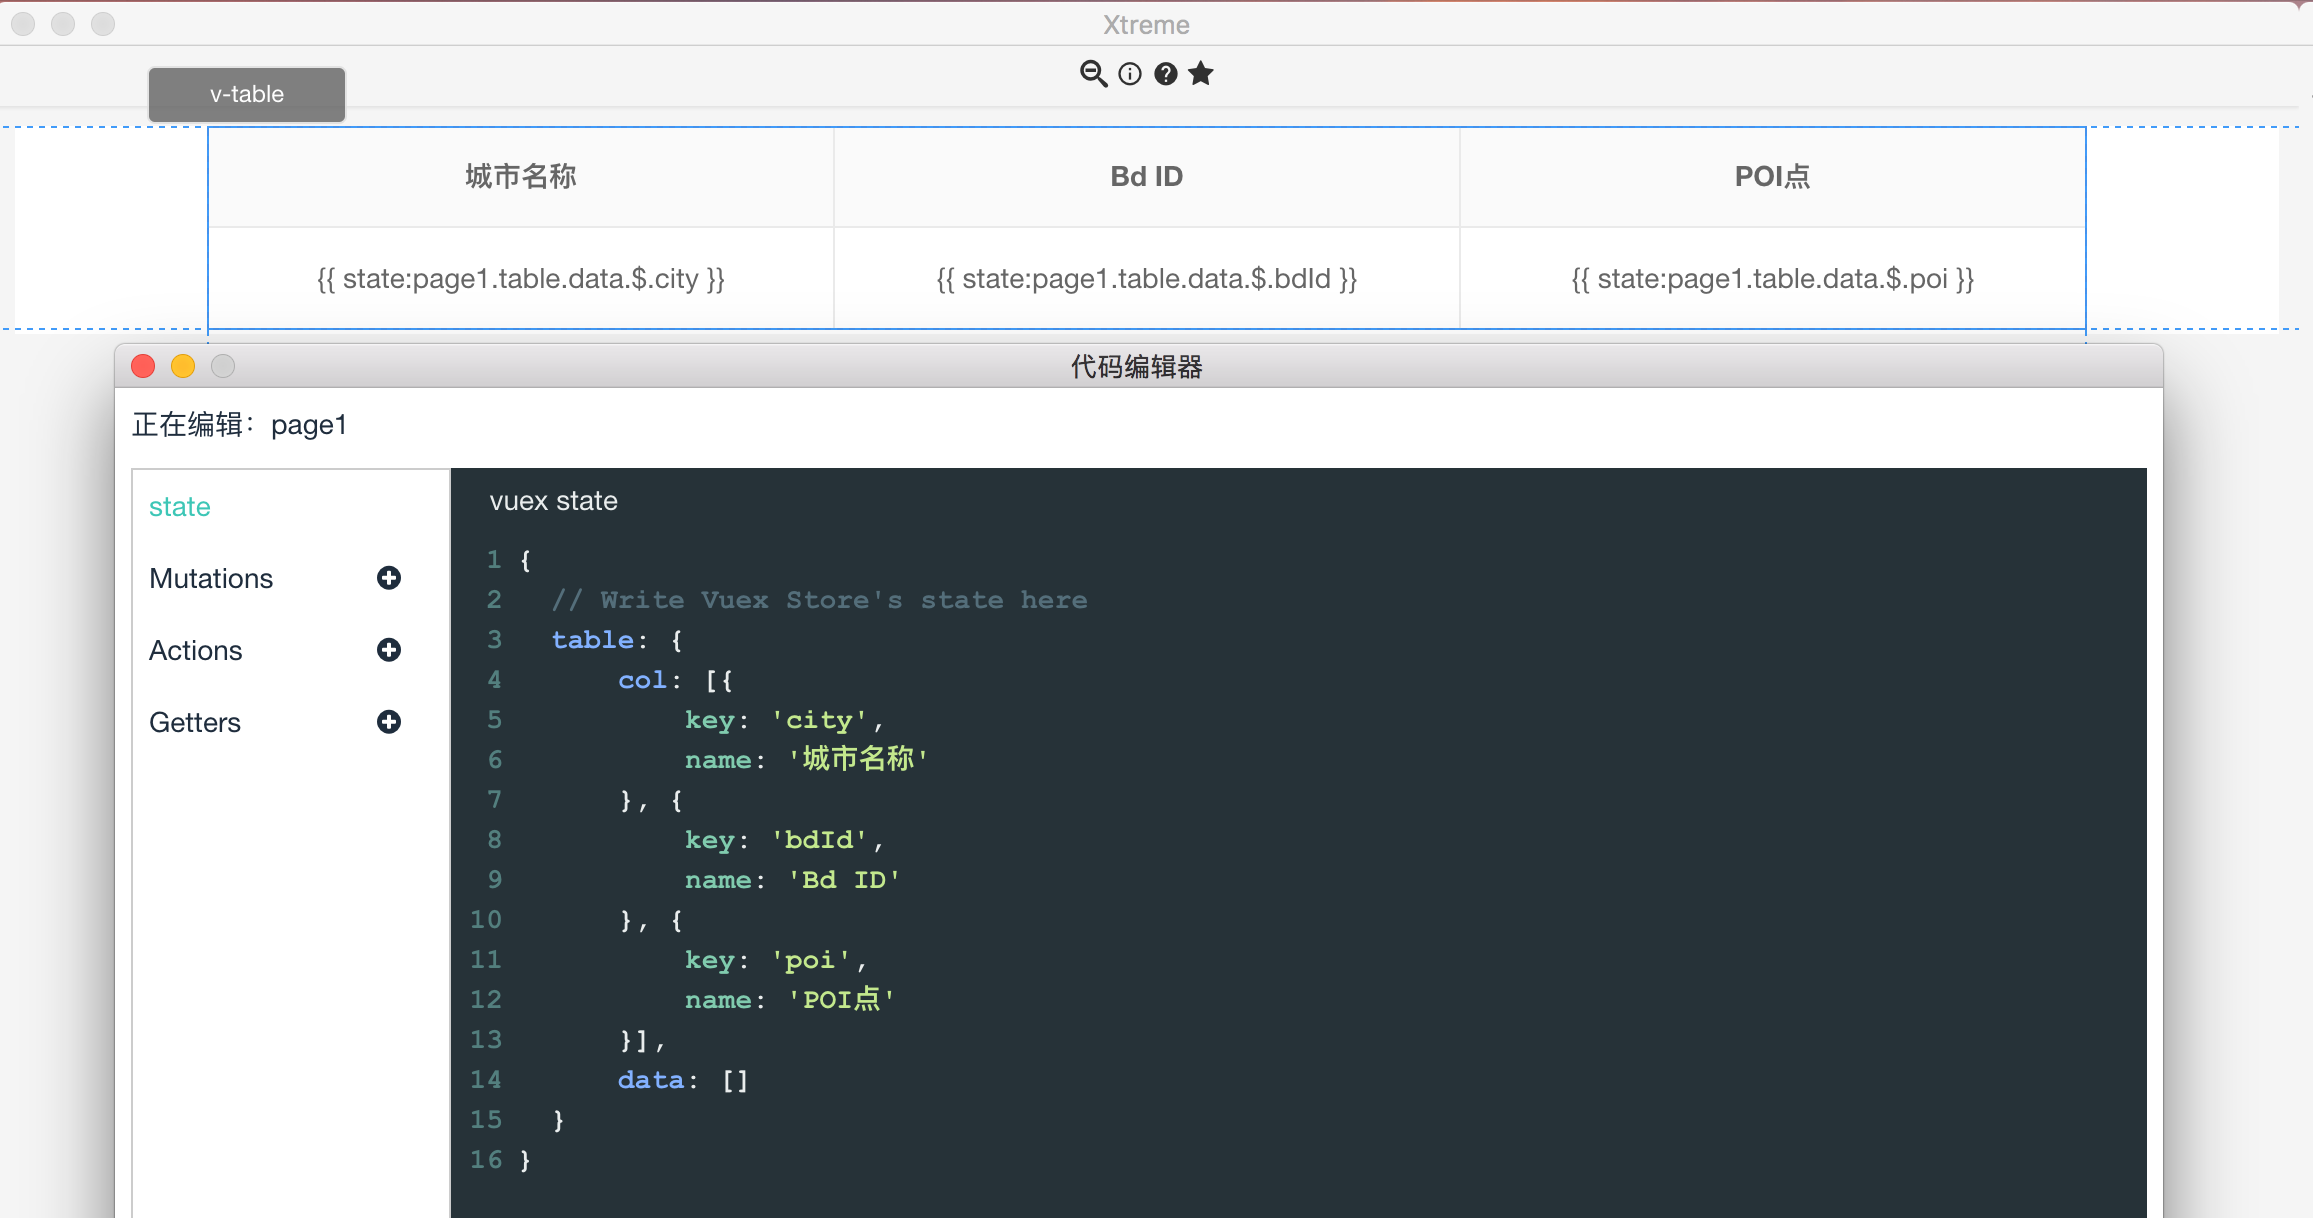 Xtreme
v-table
城市名称 Bd ID POI点
{{ state:page1.table.data.$.city }} {{ state:page1.table.data.$.bdId }} {{ state:page1.table.data.$.poi }}
代码编辑器
正在编辑：page1
state
Mutations
Actions
Getters
vuex state
1 {
2 // Write Vuex Store's state here
3 table: {
4 col: [{
5 key: 'city',
6 name: '城市名称'
7 }, {
8 key: 'bdId',
9 name: 'Bd ID'
10 }, {
11 key: 'poi',
12 name: 'POI点'
13 }],
14 data: []
15 }
16 }